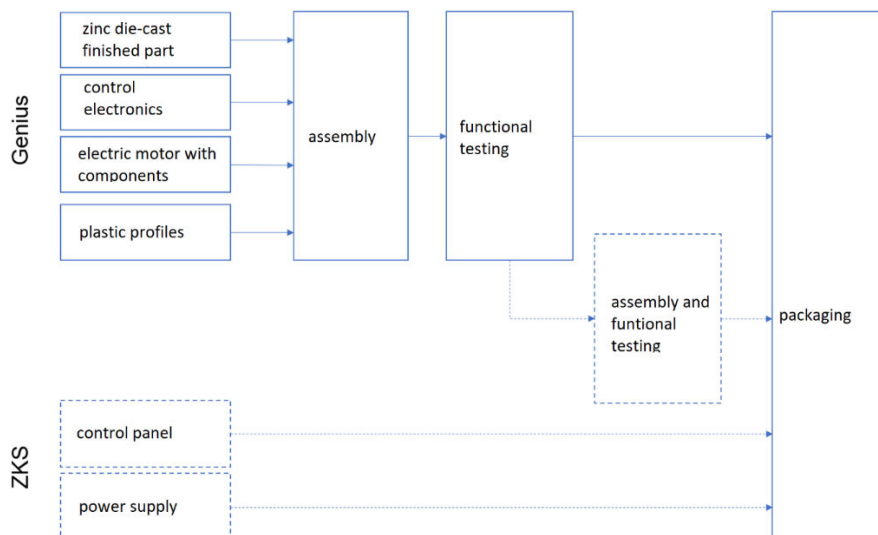 Genius
zinc die-cast
finished part
control
electronics
electric motor with
components
plastic profiles
assembly
functional
testing
assembly and
funtional
testing
packaging
ZKS
control panel
power supply